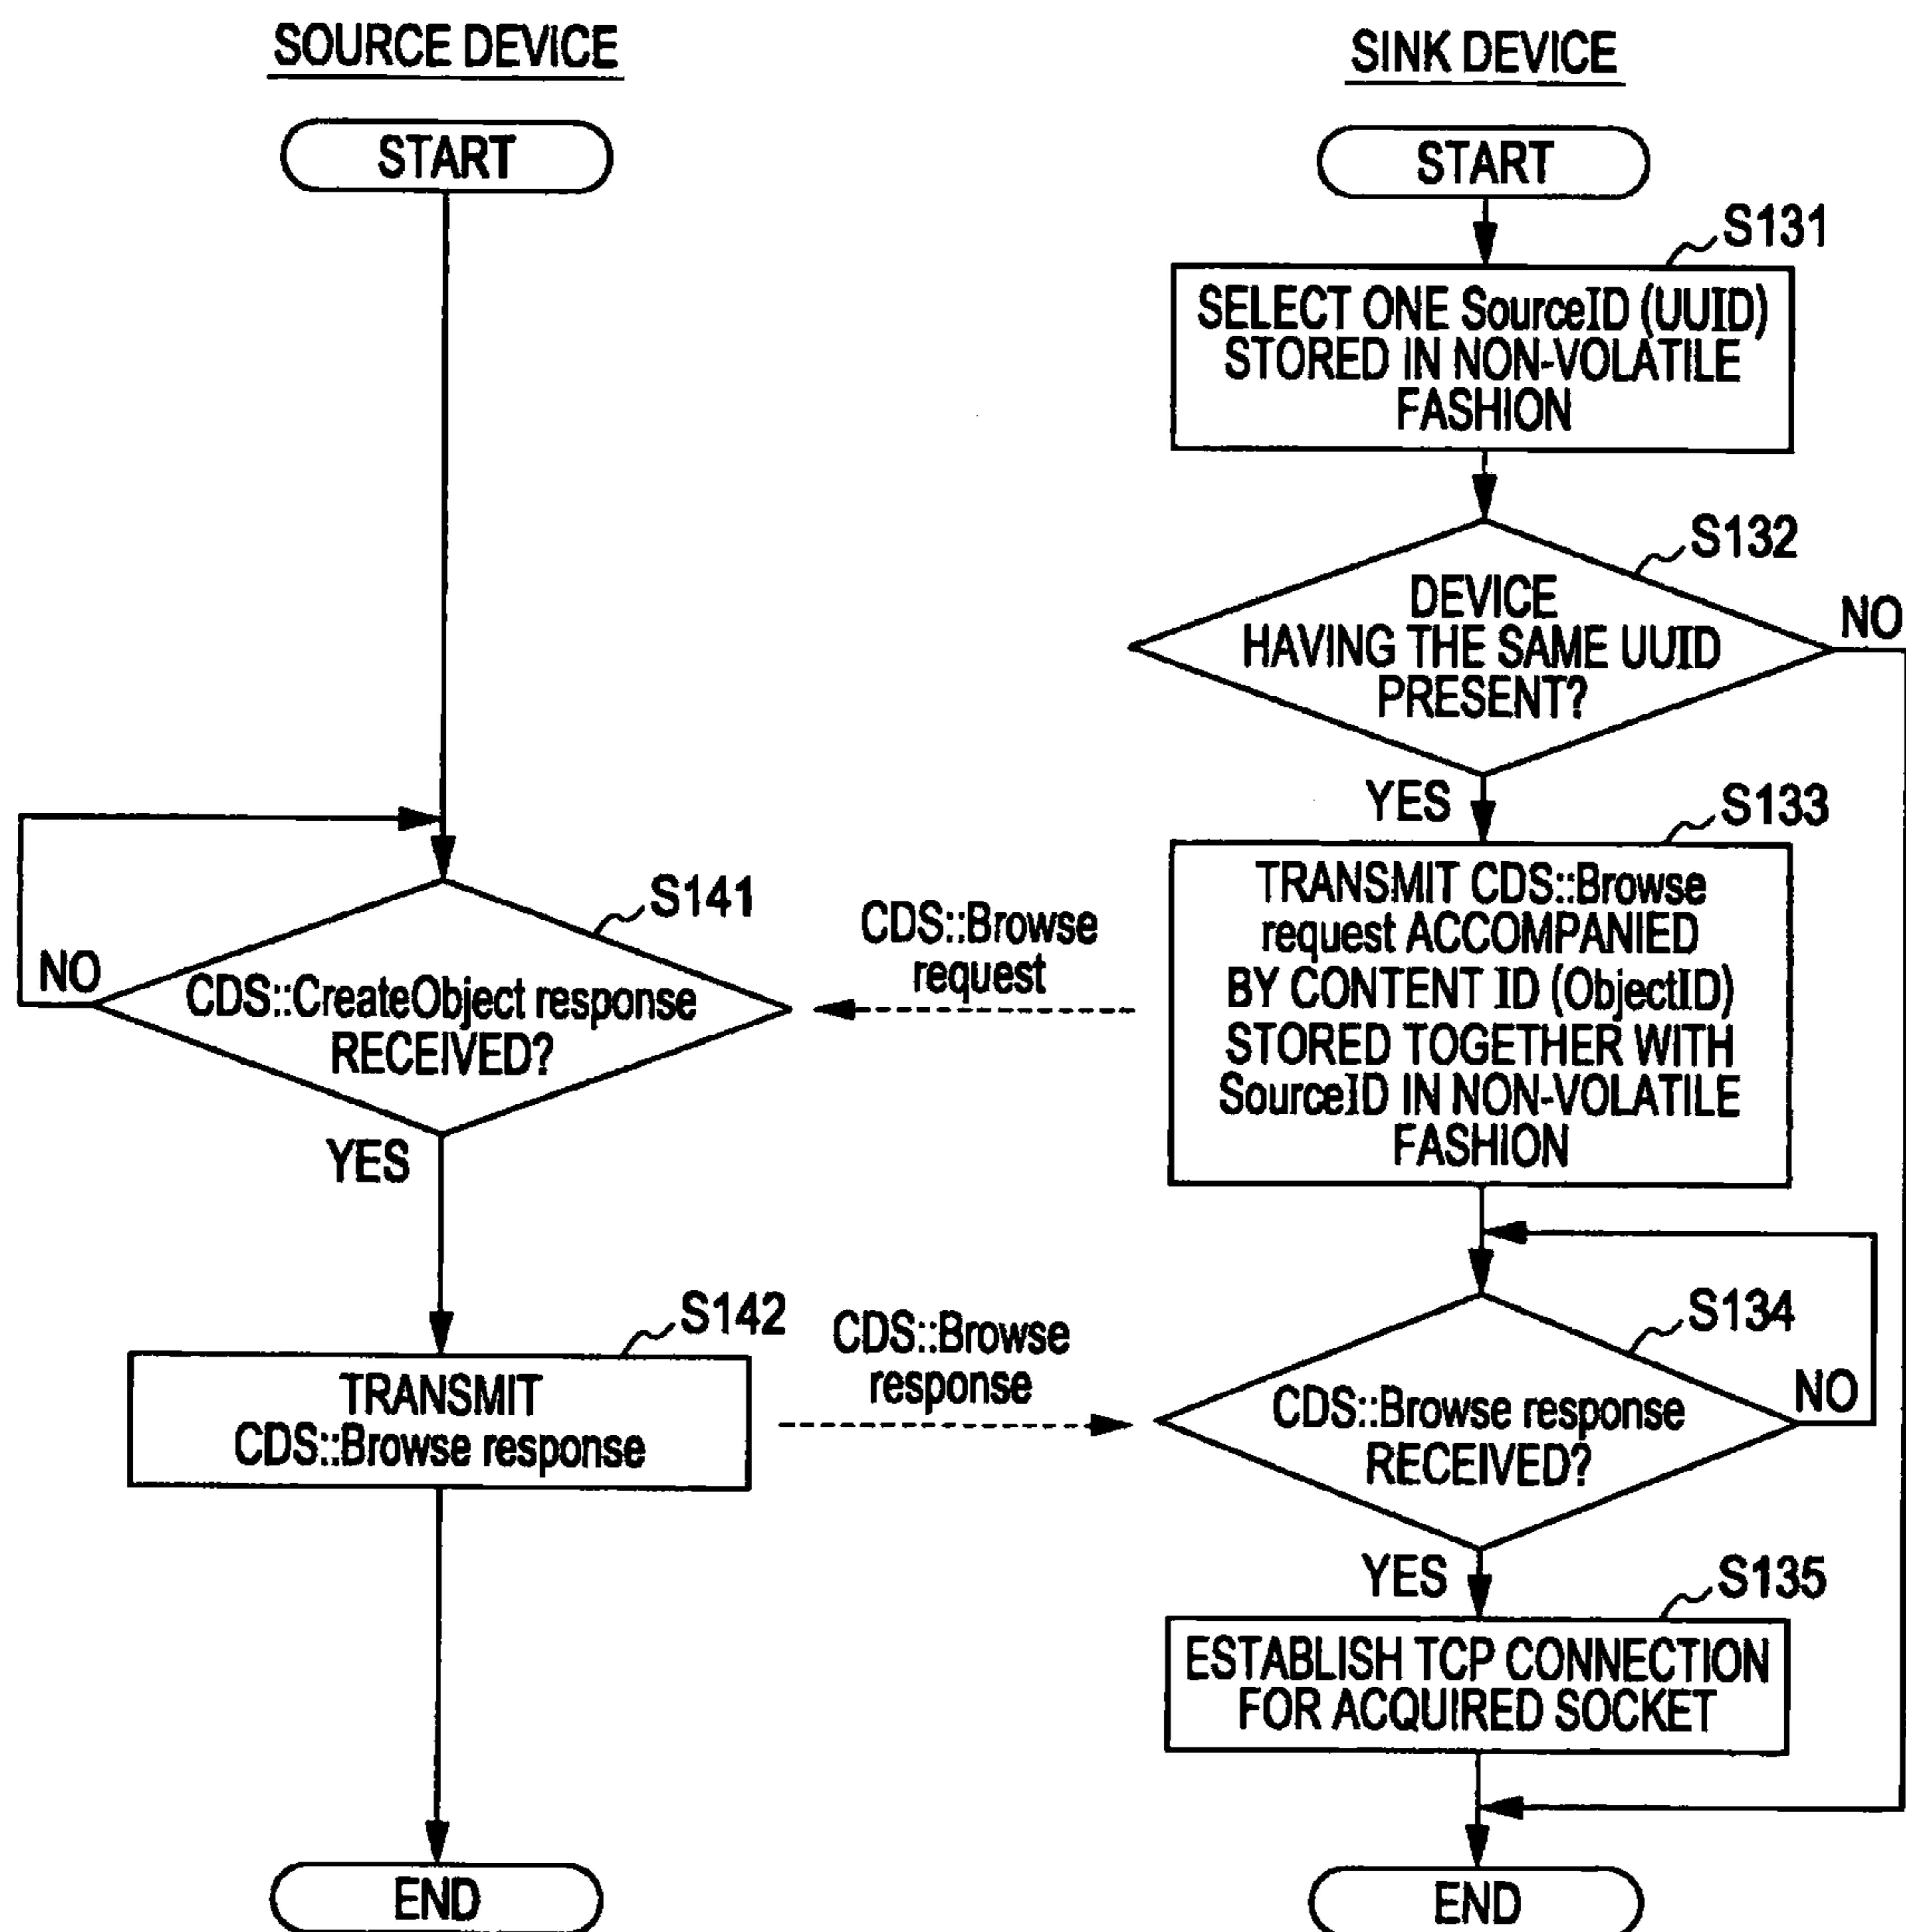 SOURCE DEVICE
START
NO
S141
CDS::CreateObject response
RECEIVED?
YES
S142
TRANSMIT
CDS::Browse response
END
CDS::Browse
request
CDS::Browse
response
SINK DEVICE
START
S131
SELECT ONE SourceID (UUID)
STORED IN NON-VOLATILE
FASHION
S132
DEVICE
HAVING THE SAME UUID
PRESENT?
NO
YES
S133
TRANSMIT CDS::Browse
request ACCOMPANIED
BY CONTENT ID (ObjectID)
STORED TOGETHER WITH
SourceID IN NON-VOLATILE
FASHION
S134
CDS::Browse response
RECEIVED?
NO
YES
S135
ESTABLISH TCP CONNECTION
FOR ACQUIRED SOCKET
END